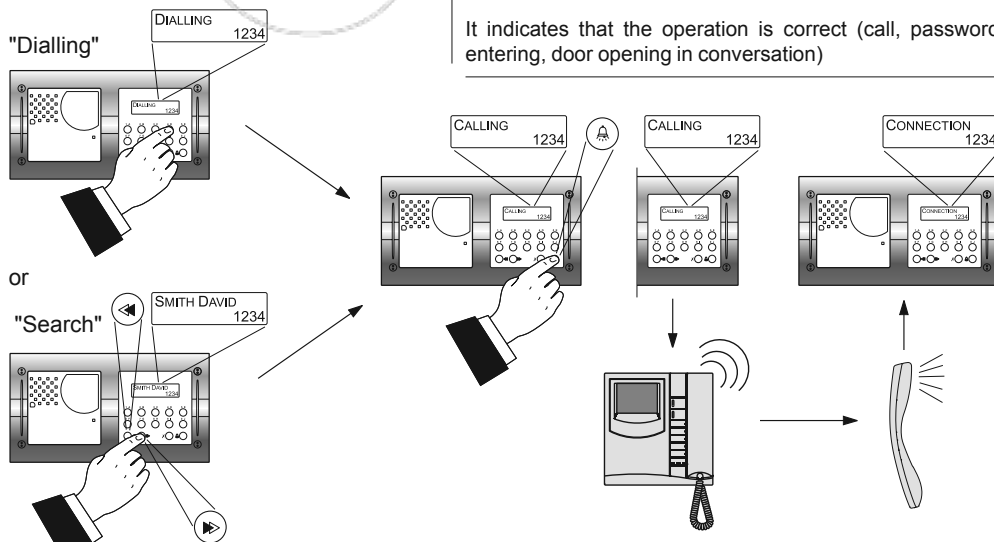 It indicates that the operation is correct (call, password
entering, door opening in conversation)
"Dialling"
DIALLING
1234
DIALLING
1234
or
"Search"
SMITH DAVID
1234
SMITH DAVID
1234
CALLING
1234
CALLING
1234
CALLING
1234
CALLING
1234
CONNECTION
1234
CONNECTION
1234